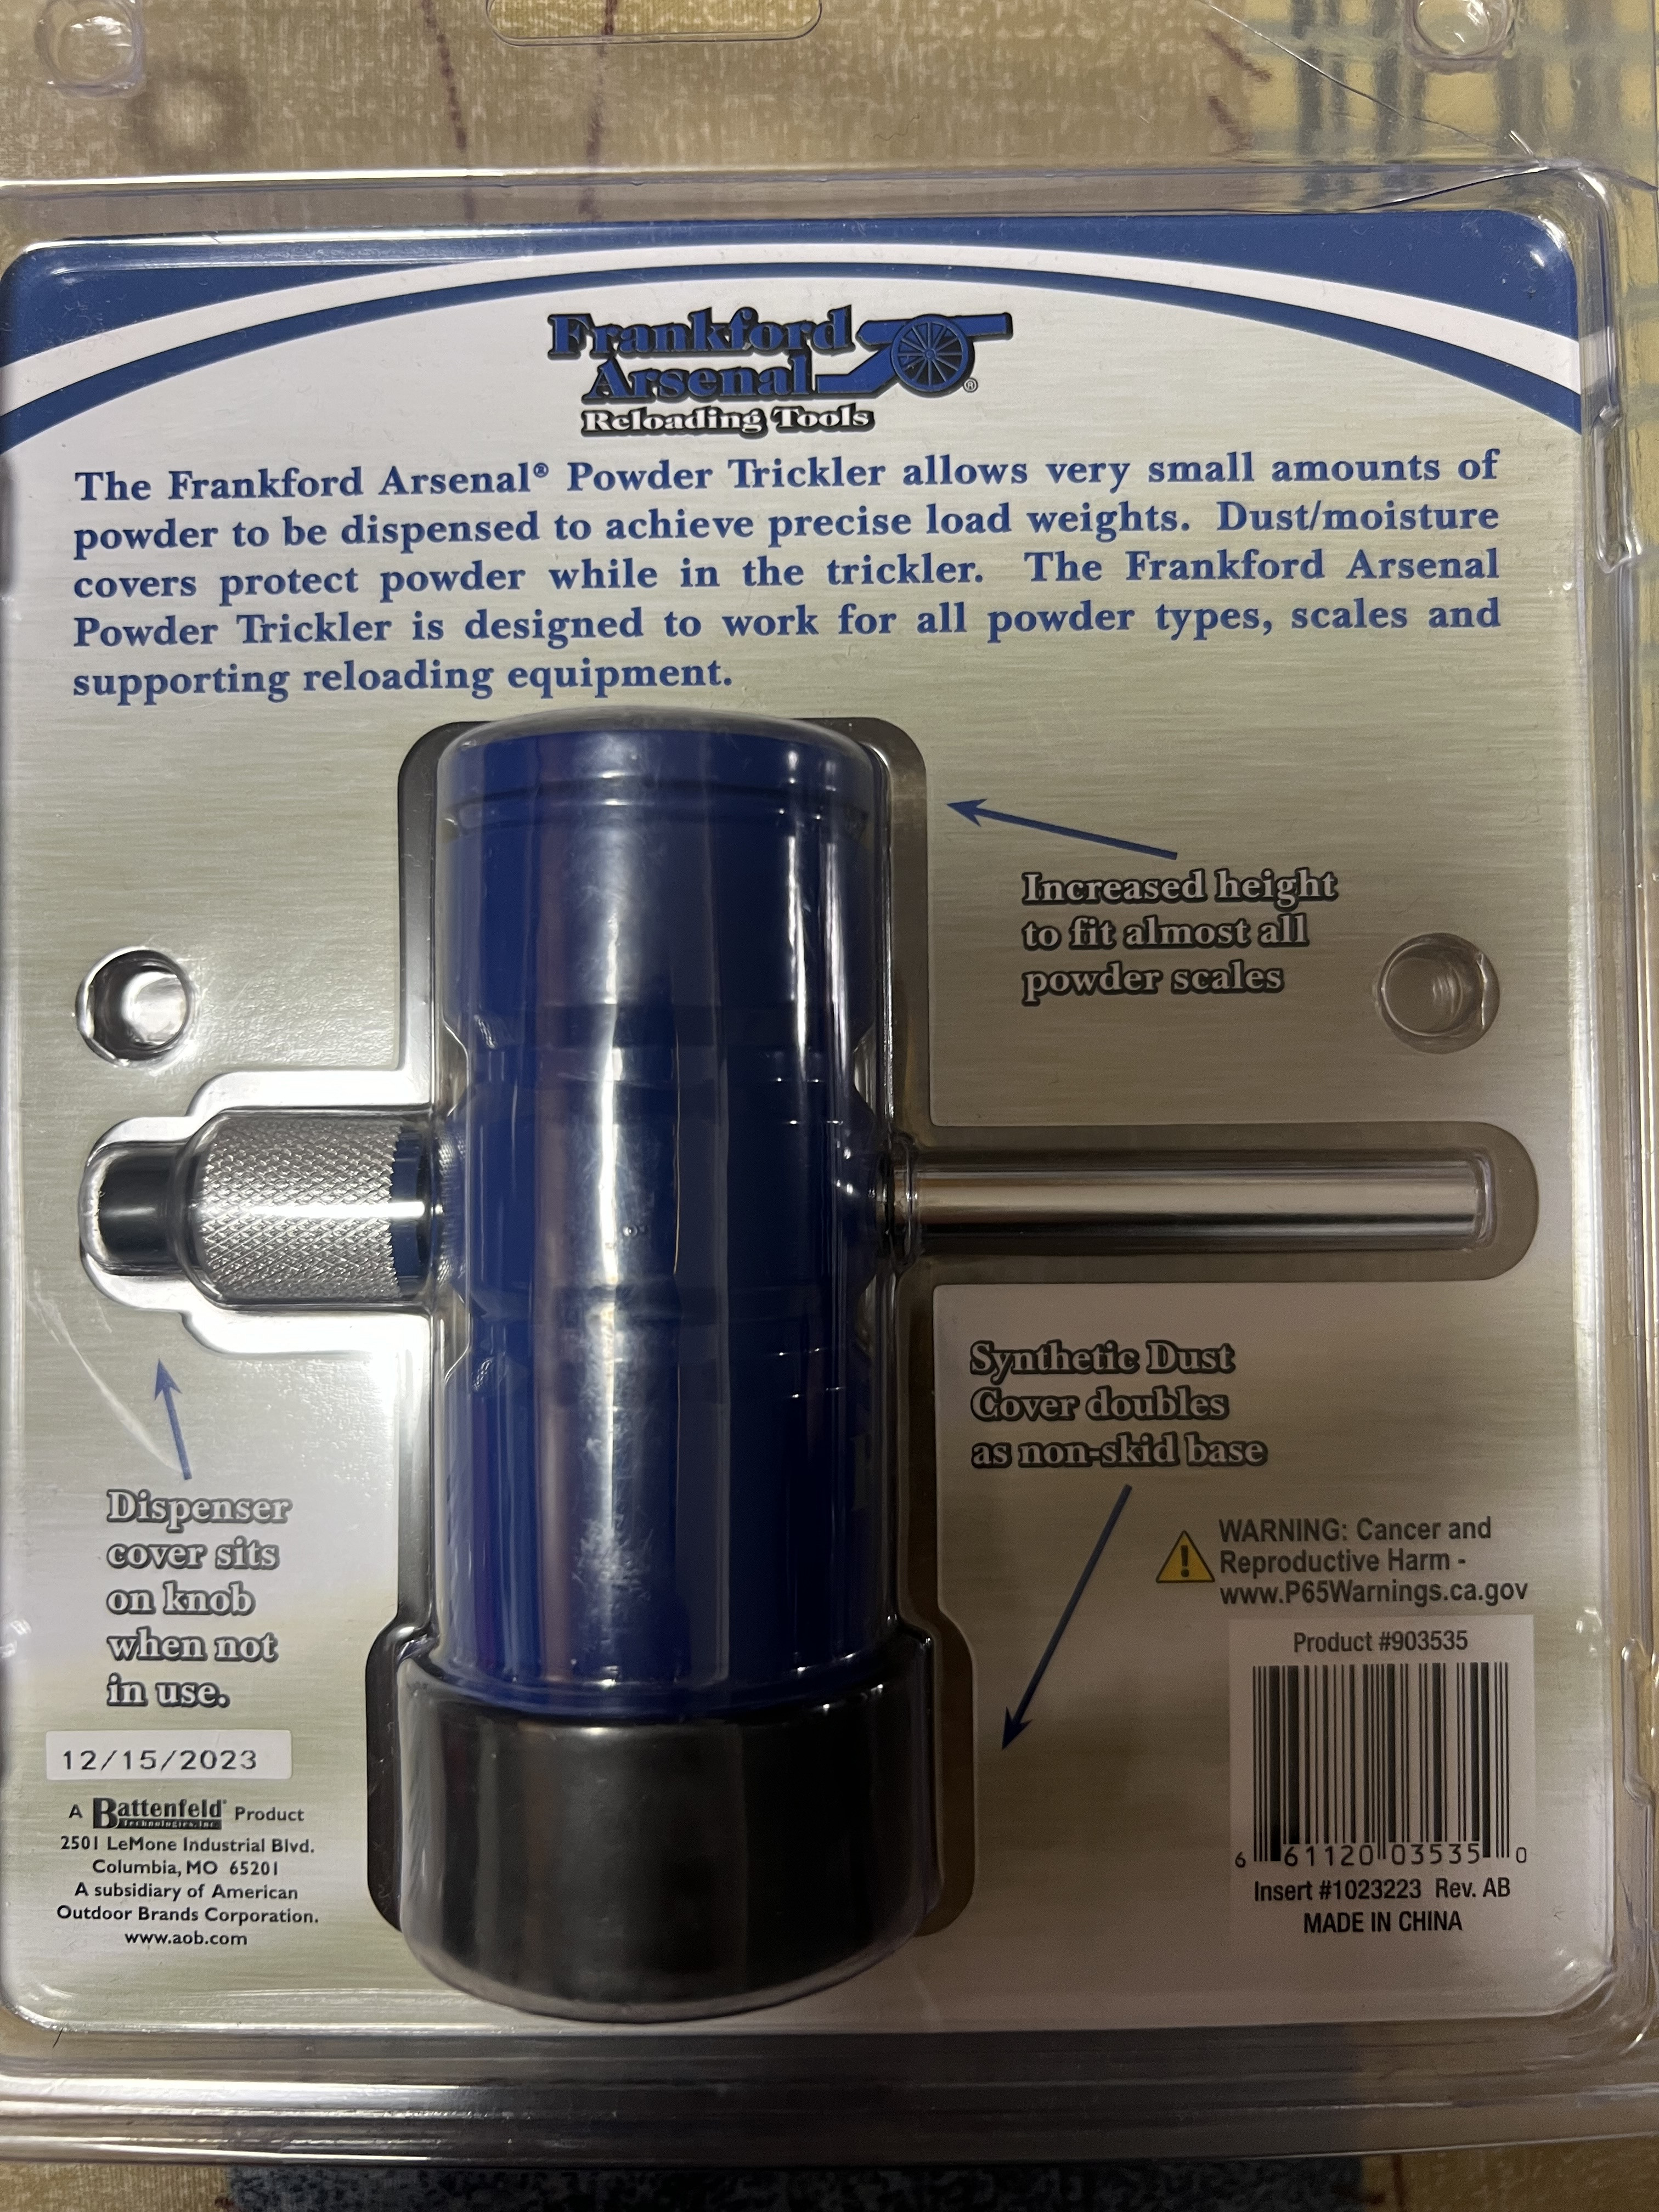 Frankford
Arsenal®
Reloading Tools
The Frankford Arsenal® Powder Trickler allows very small amounts of
powder to be dispensed to achieve precise load weights. Dust/moisture
covers protect powder while in the trickler. The Frankford Arsenal
Powder Trickler is designed to work for all powder types, scales and
supporting reloading equipment.
Increased height
to fit almost all
powder scales
Synthetic Dust
Cover doubles
as non-skid base
Dispenser
cover sits
on knob
when not
in use.
WARNING: Cancer and
Reproductive Harm -
www.P65Warnings.ca.gov
Product #903535
6 61120 03535 0
Insert #1023223 Rev. AB
MADE IN CHINA
12/15/2023
A Battenfeld® Product
Technologies, Inc.
2501 LeMone Industrial Blvd.
Columbia, MO 65201
A subsidiary of American
Outdoor Brands Corporation.
www.aob.com